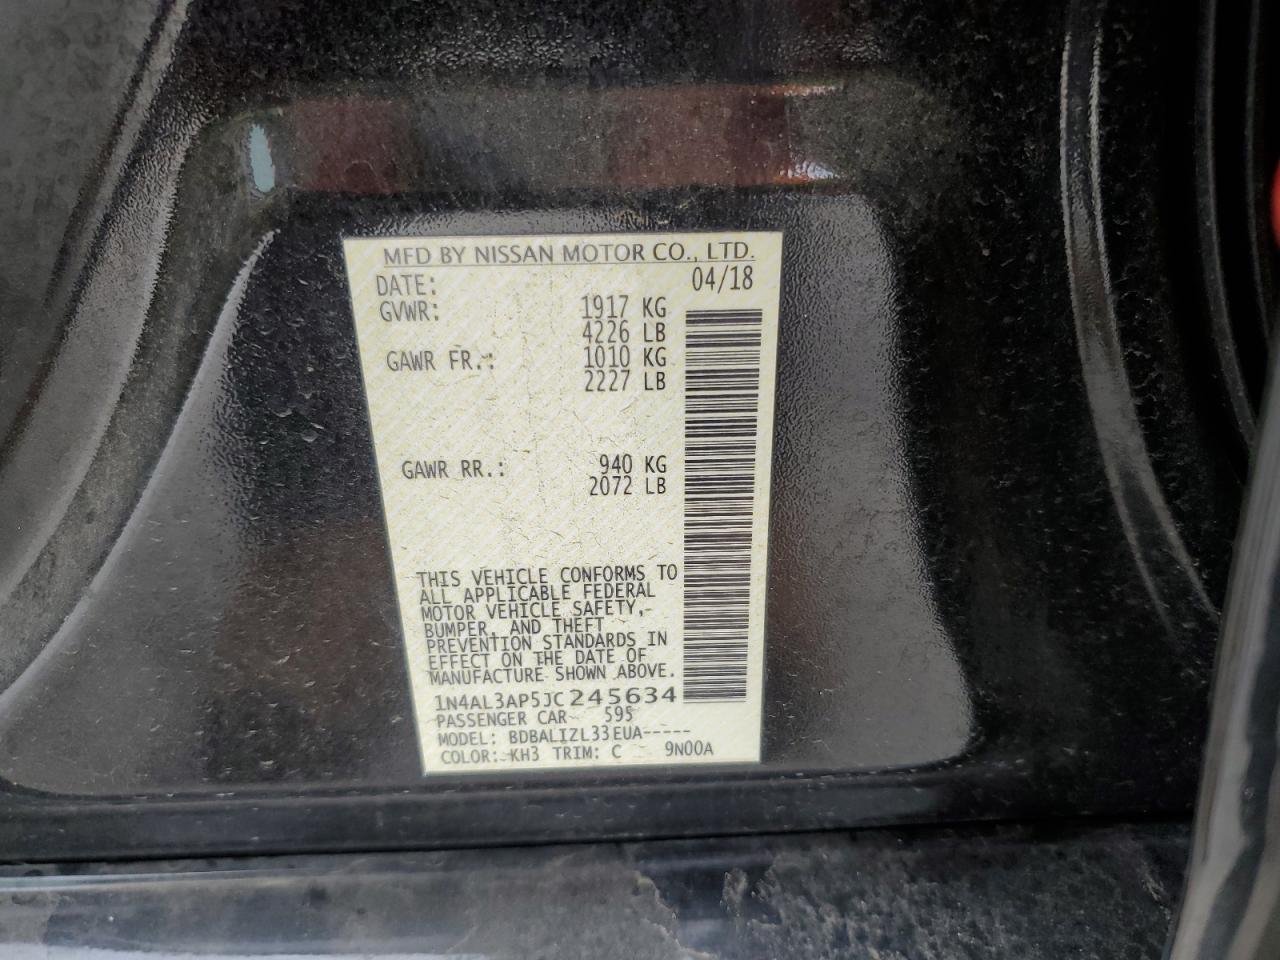 MFD BY NISSAN MOTOR CO., LTD.
DATE: 04/18
GVWR: 1917 KG
4226 LB
GAWR FR.: 1010 KG
2227 LB
GAWR RR.: 940 KG
2072 LB
THIS VEHICLE CONFORMS TO
ALL APPLICABLE FEDERAL
MOTOR VEHICLE SAFETY,
BUMPER, AND THEFT
PREVENTION STANDARDS IN
EFFECT ON THE DATE OF
MANUFACTURE SHOWN ABOVE.
1N4AL3AP5JC245634
PASSENGER CAR 595
MODEL: BDBALIZL33EUA-----
COLOR: KH3 TRIM: C 9N00A